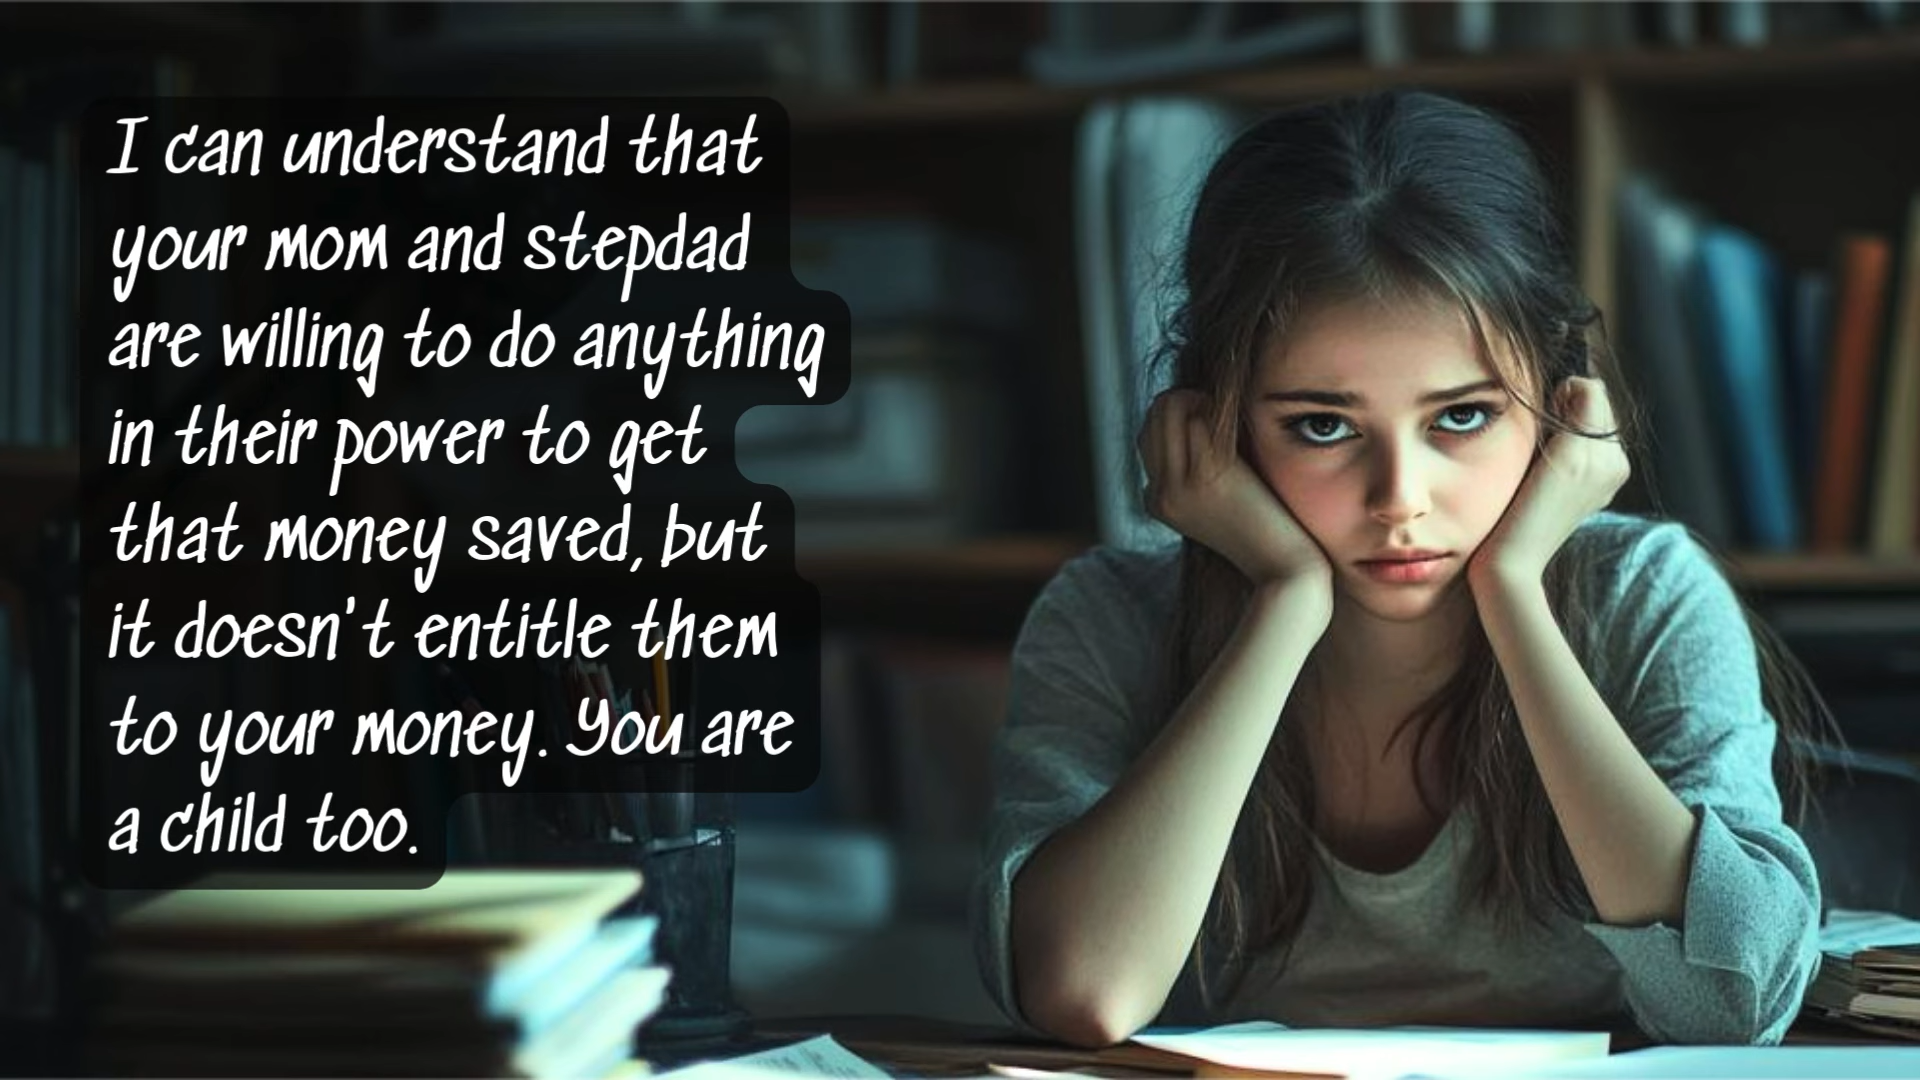 I can understand that
your mom and stepdad
are willing to do anything
in their power to get
that money saved, but
it doesn't entitle them
to your money. You are
a child too.